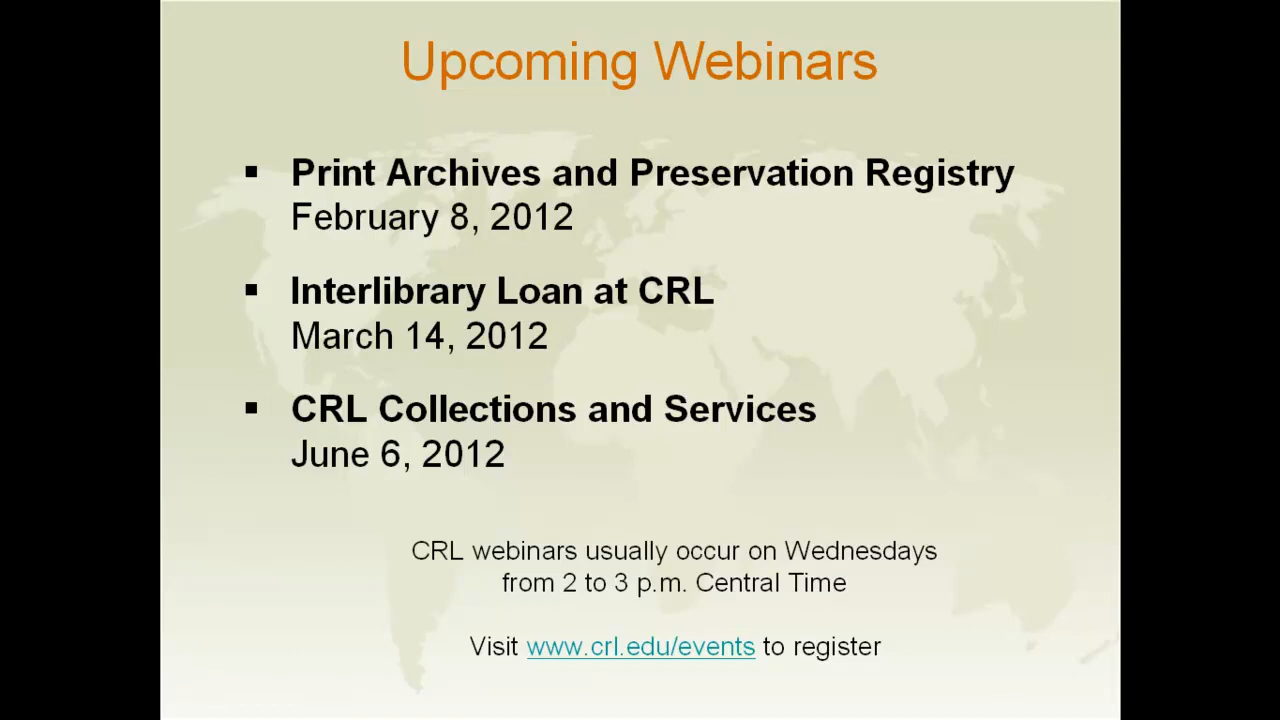 Upcoming Webinars
▪ Print Archives and Preservation Registry
February 8, 2012
▪ Interlibrary Loan at CRL
March 14, 2012
▪ CRL Collections and Services
June 6, 2012
CRL webinars usually occur on Wednesdays
from 2 to 3 p.m. Central Time
Visit www.crl.edu/events to register